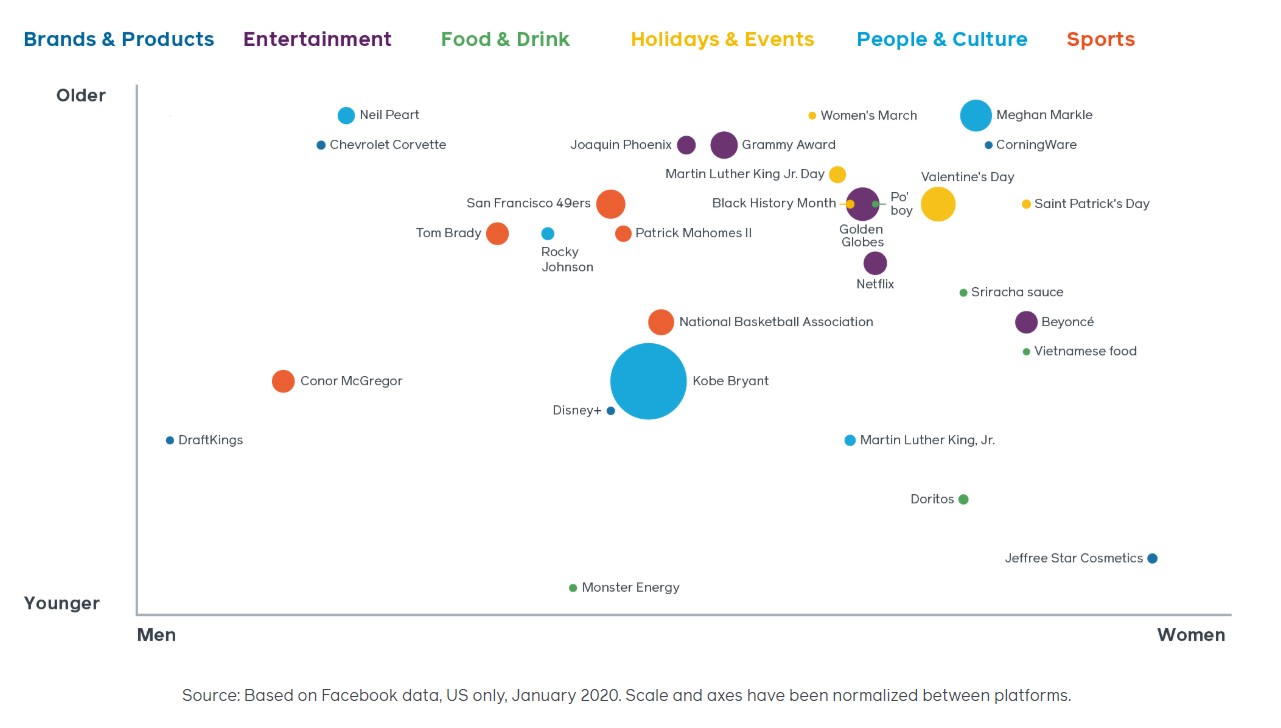 Brands & Products Entertainment Food & Drink Holidays & Events People & Culture Sports
Older
Neil Peart
Women's March
Meghan Markle
Chevrolet Corvette
Joaquin Phoenix
Grammy Award
CorningWare
Martin Luther King Jr. Day
Valentine's Day
San Francisco 49ers
Black History Month
Po'
boy
Saint Patrick's Day
Golden
Globes
Tom Brady
Rocky
Johnson
Patrick Mahomes II
Netflix
Sriracha sauce
National Basketball Association
Beyoncé
Vietnamese food
Conor McGregor
Kobe Bryant
Disney+
DraftKings
Martin Luther King, Jr.
Doritos
Jeffree Star Cosmetics
Monster Energy
Younger
Men
Women
Source: Based on Facebook data, US only, January 2020. Scale and axes have been normalized between platforms.